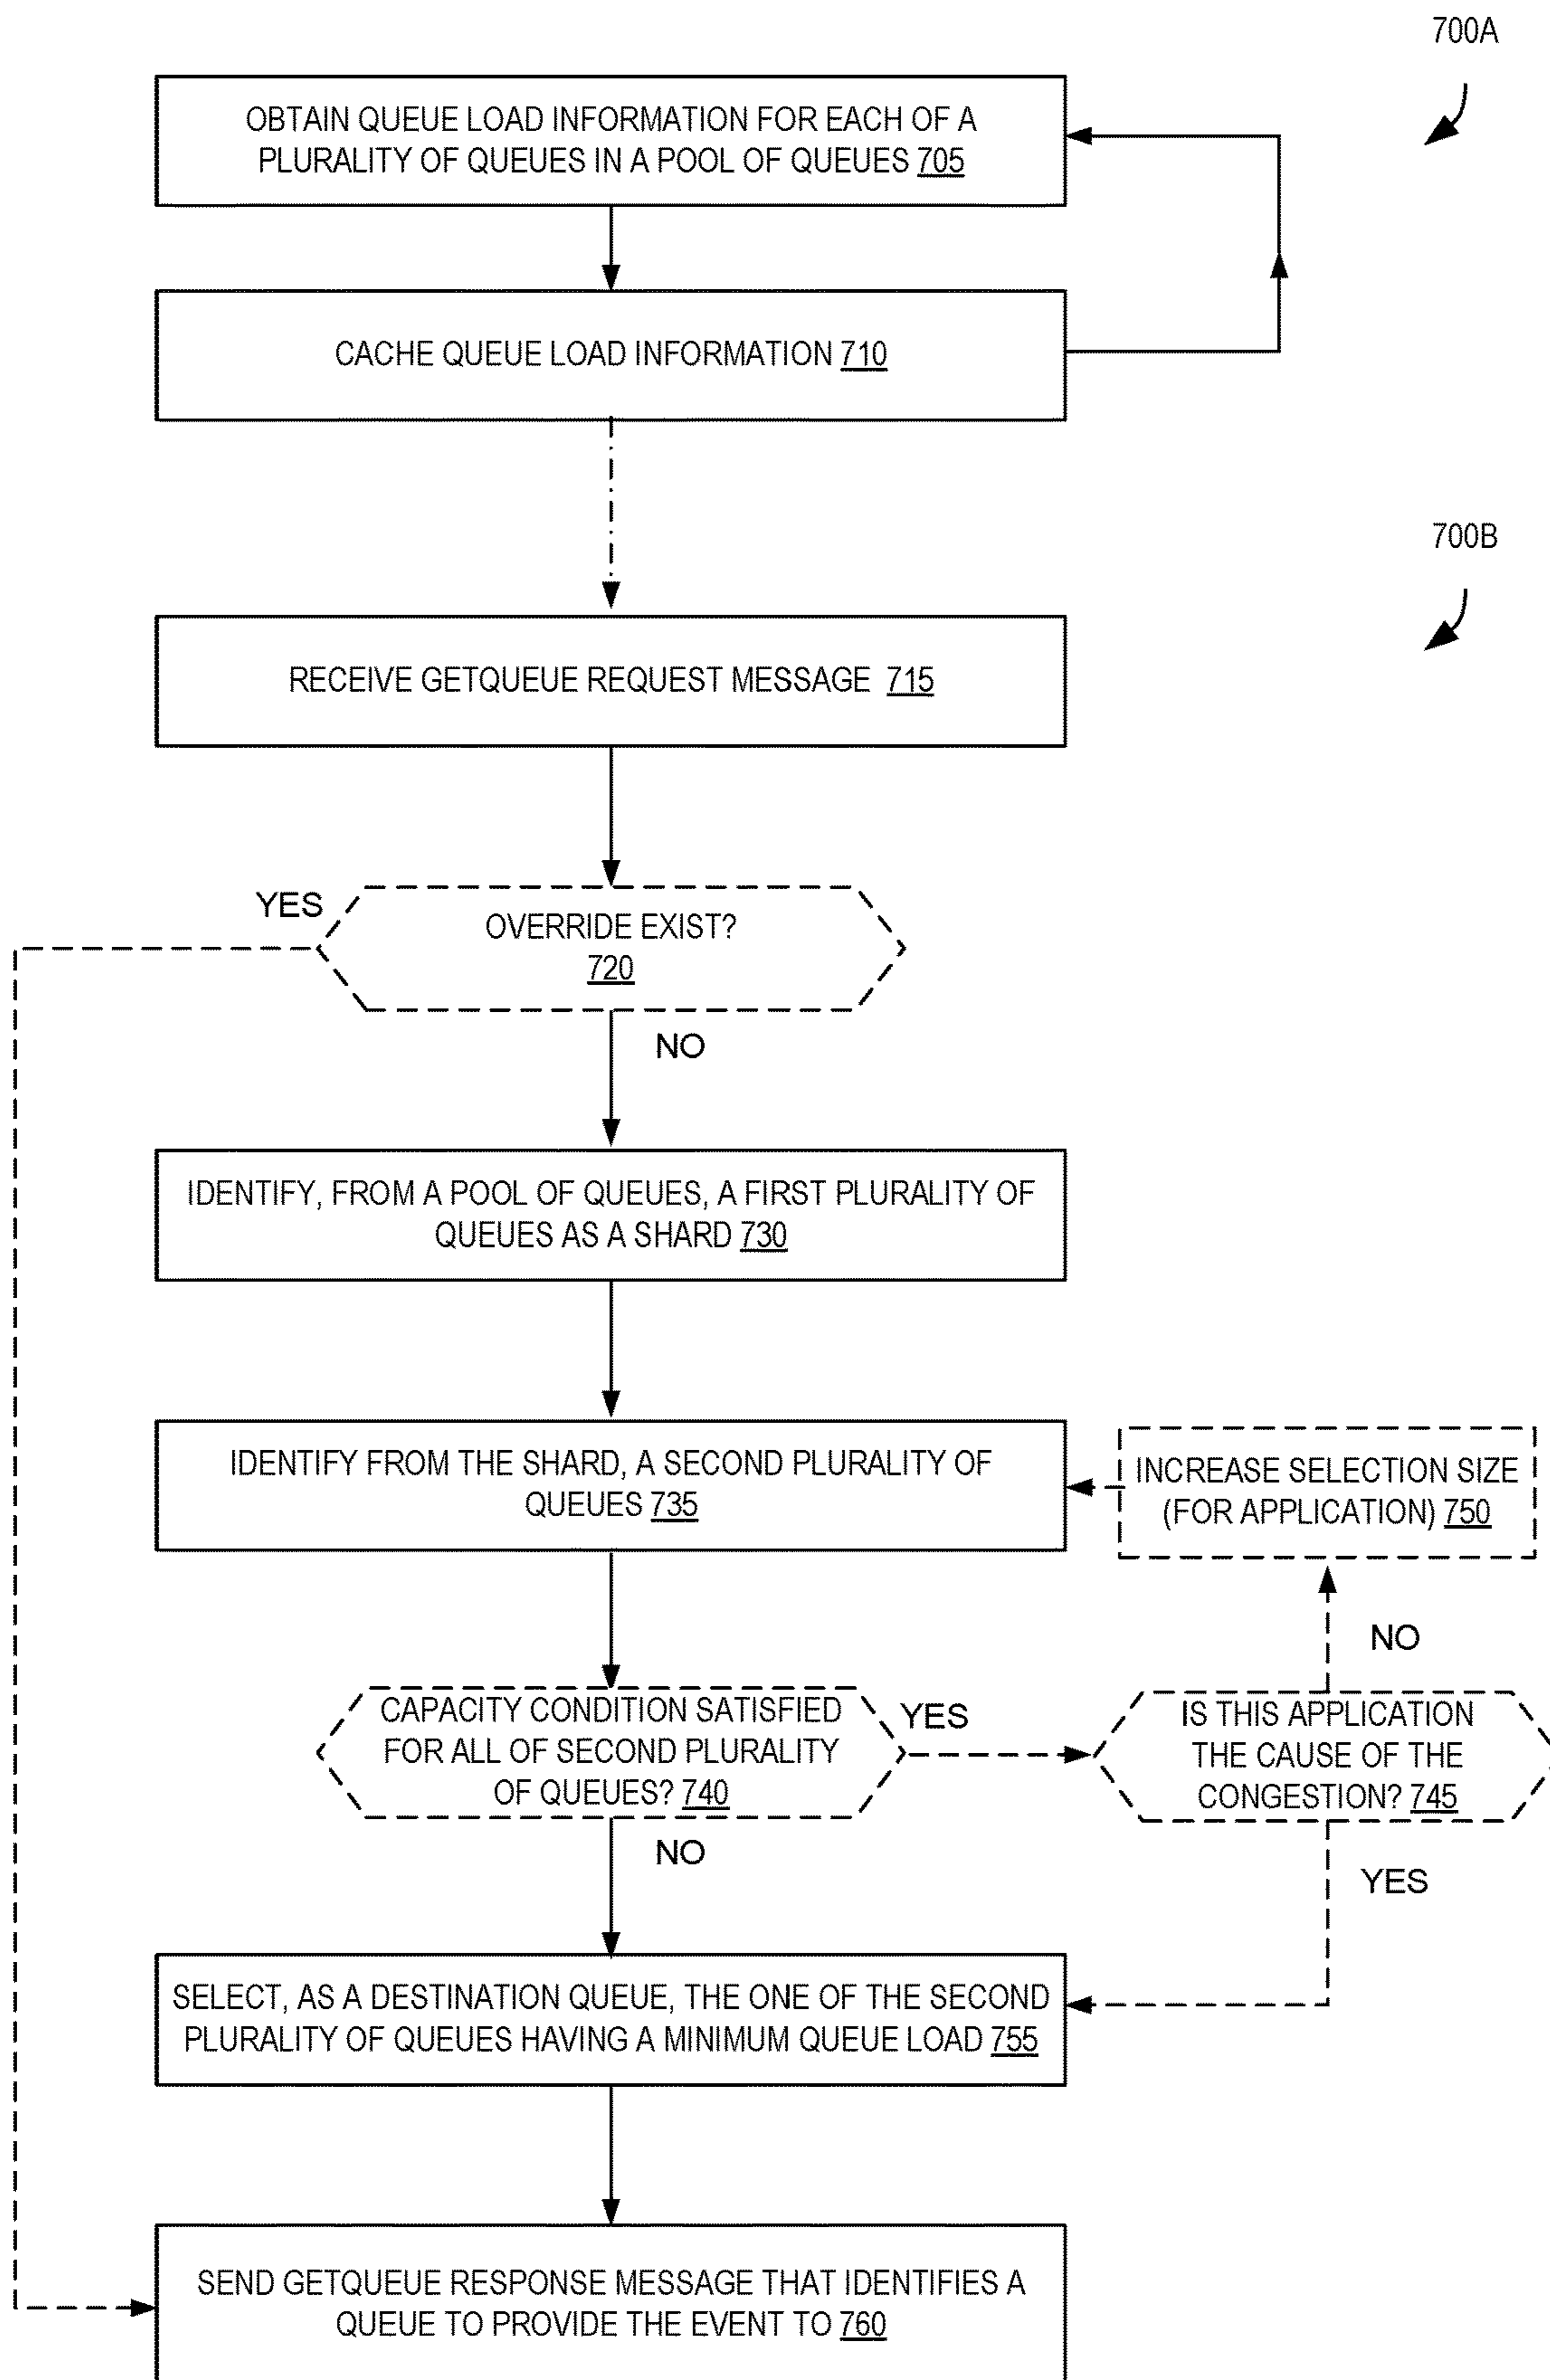 700A
OBTAIN QUEUE LOAD INFORMATION FOR EACH OF A
PLURALITY OF QUEUES IN A POOL OF QUEUES 705
CACHE QUEUE LOAD INFORMATION 710
700B
RECEIVE GETQUEUE REQUEST MESSAGE 715
YES
OVERRIDE EXIST?
720
NO
IDENTIFY, FROM A POOL OF QUEUES, A FIRST PLURALITY OF
QUEUES AS A SHARD 730
IDENTIFY FROM THE SHARD, A SECOND PLURALITY OF
QUEUES 735
INCREASE SELECTION SIZE
(FOR APPLICATION) 750
NO
CAPACITY CONDITION SATISFIED
FOR ALL OF SECOND PLURALITY
OF QUEUES? 740
YES
IS THIS APPLICATION
THE CAUSE OF THE
CONGESTION? 745
NO
YES
SELECT, AS A DESTINATION QUEUE, THE ONE OF THE SECOND
PLURALITY OF QUEUES HAVING A MINIMUM QUEUE LOAD 755
SEND GETQUEUE RESPONSE MESSAGE THAT IDENTIFIES A
QUEUE TO PROVIDE THE EVENT TO 760